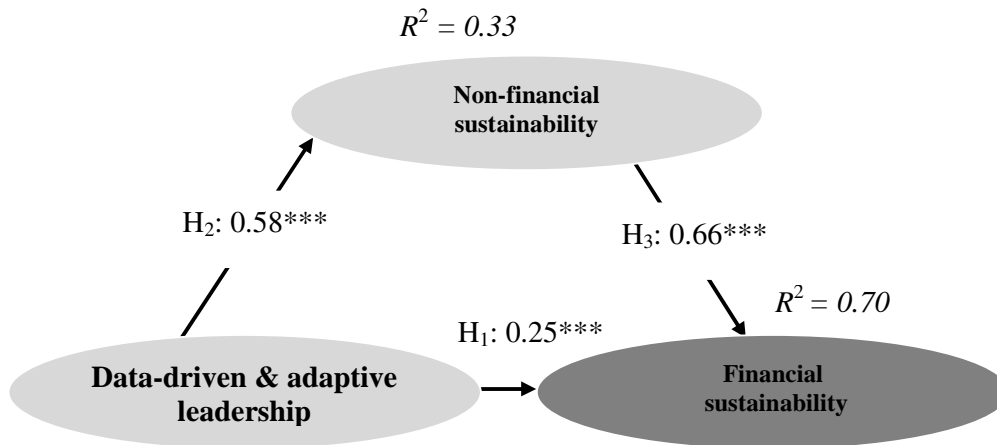 R² = 0.33
Non-financial
sustainability
H₂: 0.58***
H₃: 0.66***
R² = 0.70
H₁: 0.25***
Data-driven & adaptive
leadership
Financial
sustainability